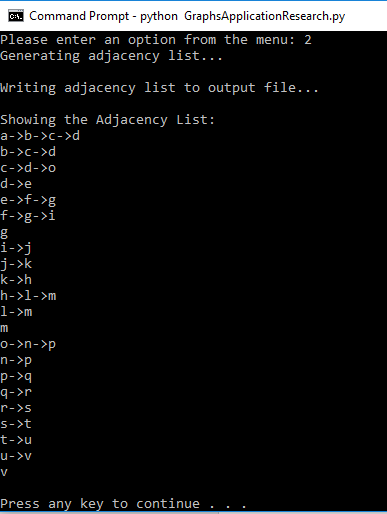 Command Prompt - python  GraphsApplicationResearch.py
Please enter an option from the menu: 2
Generating adjacency list...
Writing adjacency list to output file...
Showing the Adjacency List:
a->b->c->d
b->c->d
c->d->o
d->e
e->f->g
f->g->i
g
i->j
j->k
k->h
h->l->m
l->m
m
o->n->p
n->p
p->q
q->r
r->s
s->t
t->u
u->v
v
Press any key to continue . . .